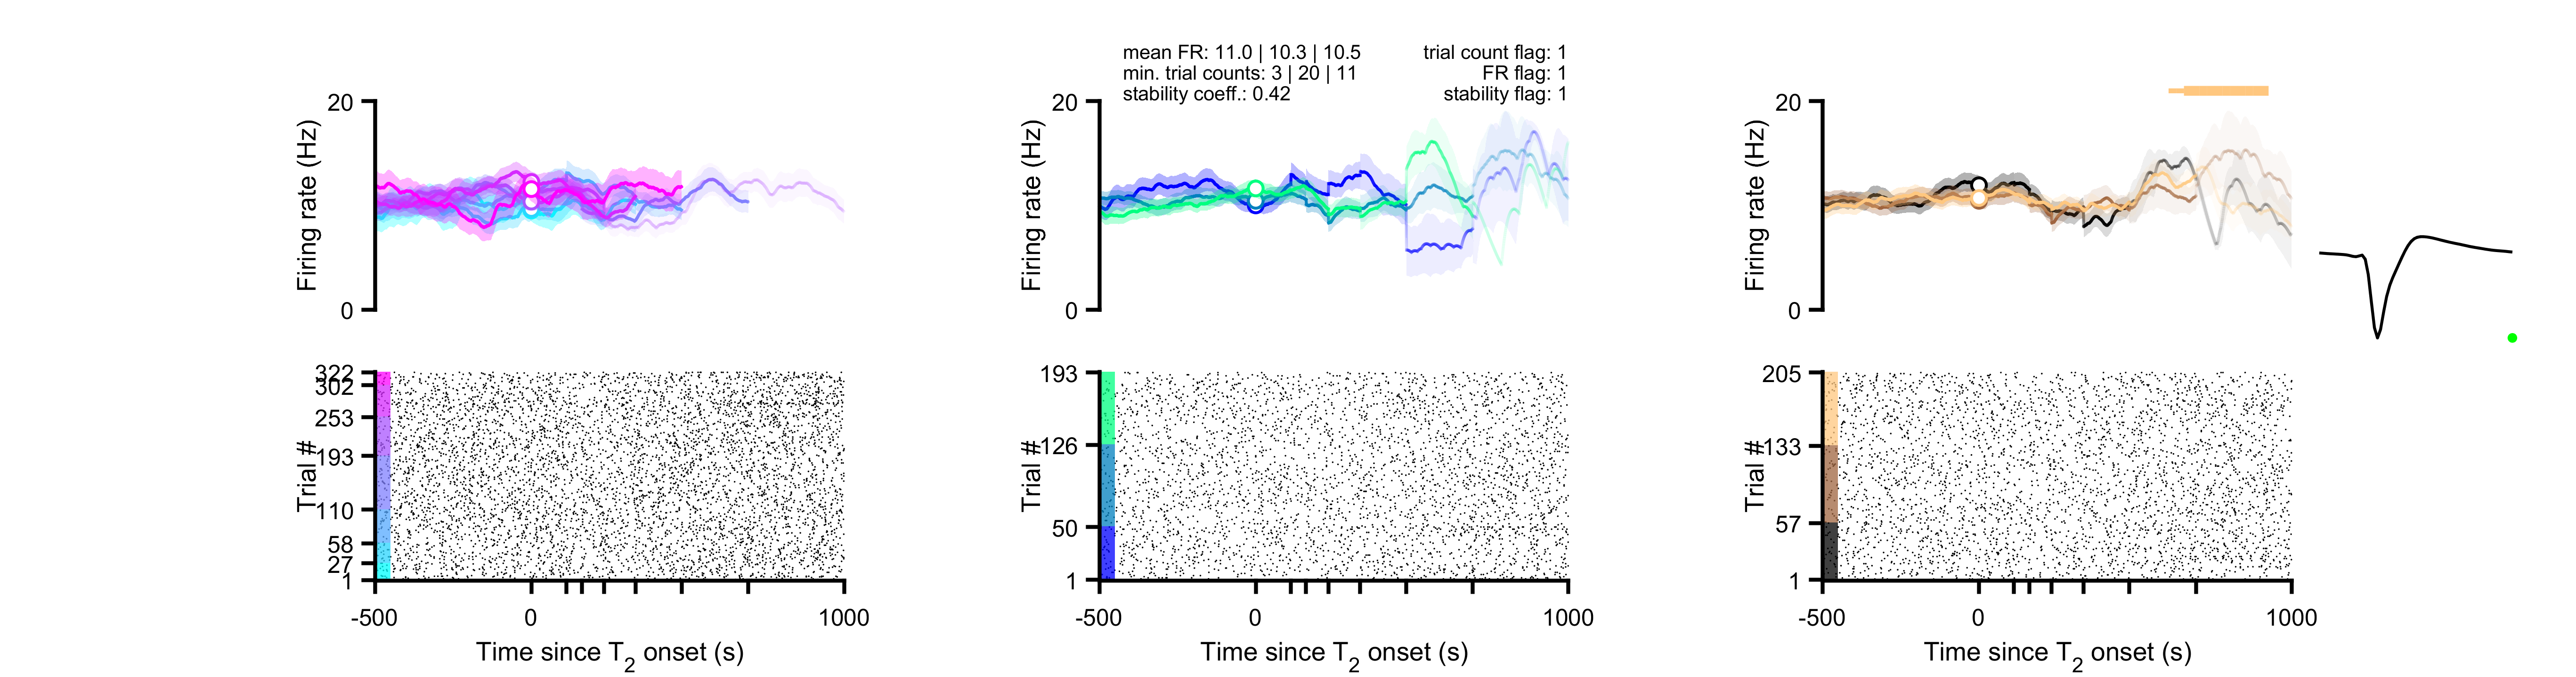 mean FR: 11.0 | 10.3 | 10.5
min. trial counts: 3 | 20 | 11
stability coeff.: 0.42
trial count flag: 1
FR flag: 1
stability flag: 1
20
Firing rate (Hz)
0
322
302
253
193
110
58
27
1
Trial #
-500
0
1000
Time since T2 onset (s)
20
Firing rate (Hz)
0
193
126
50
1
Trial #
-500
0
1000
Time since T2 onset (s)
20
Firing rate (Hz)
0
205
133
57
1
Trial #
-500
0
1000
Time since T2 onset (s)